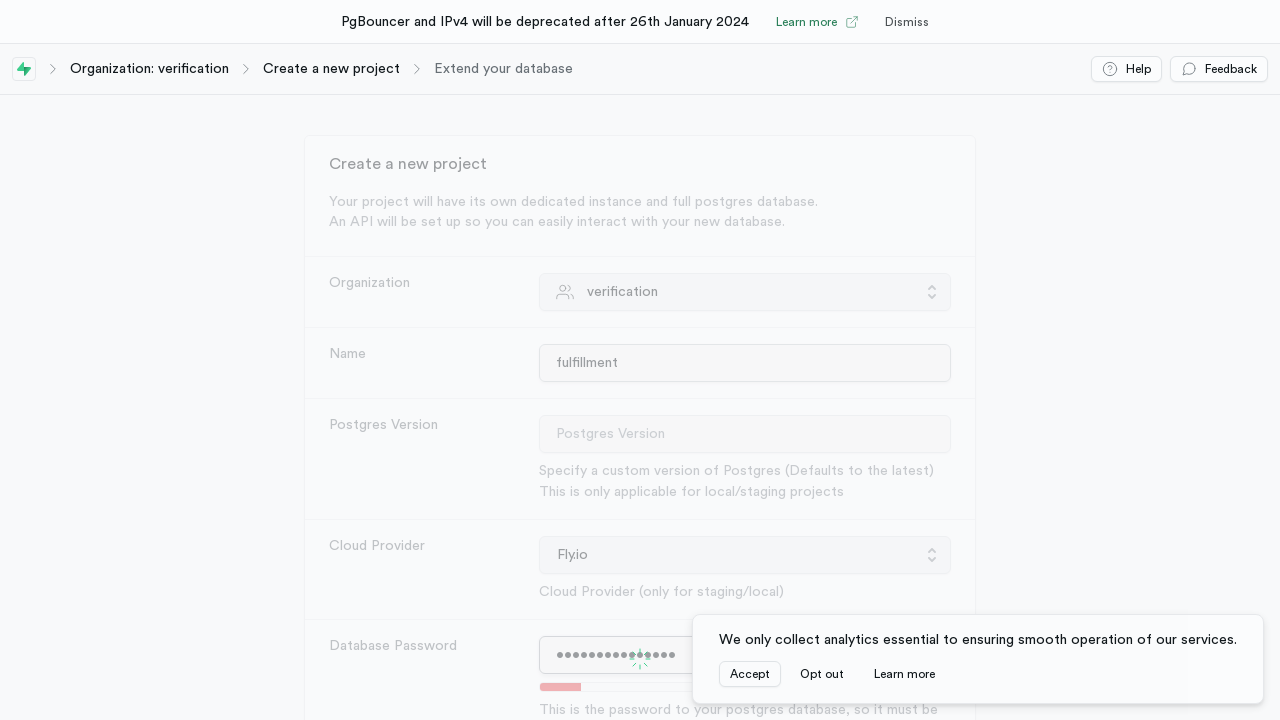 PgBouncer and IPv4 will be deprecated after 26th January 2024 Learn more Dismiss
Organization: verification Create a new project Extend your database Help Feedback
Create a new project
Your project will have its own dedicated instance and full postgres database.
An API will be set up so you can easily interact with your new database.
Organization verification
Name fulfillment
Postgres Version Postgres Version
Specify a custom version of Postgres (Defaults to the latest)
This is only applicable for local/staging projects
Cloud Provider Fly.io
Cloud Provider (only for staging/local)
Database Password
This is the password to your postgres database, so it must be
We only collect analytics essential to ensuring smooth operation of our services.
Accept Opt out Learn more